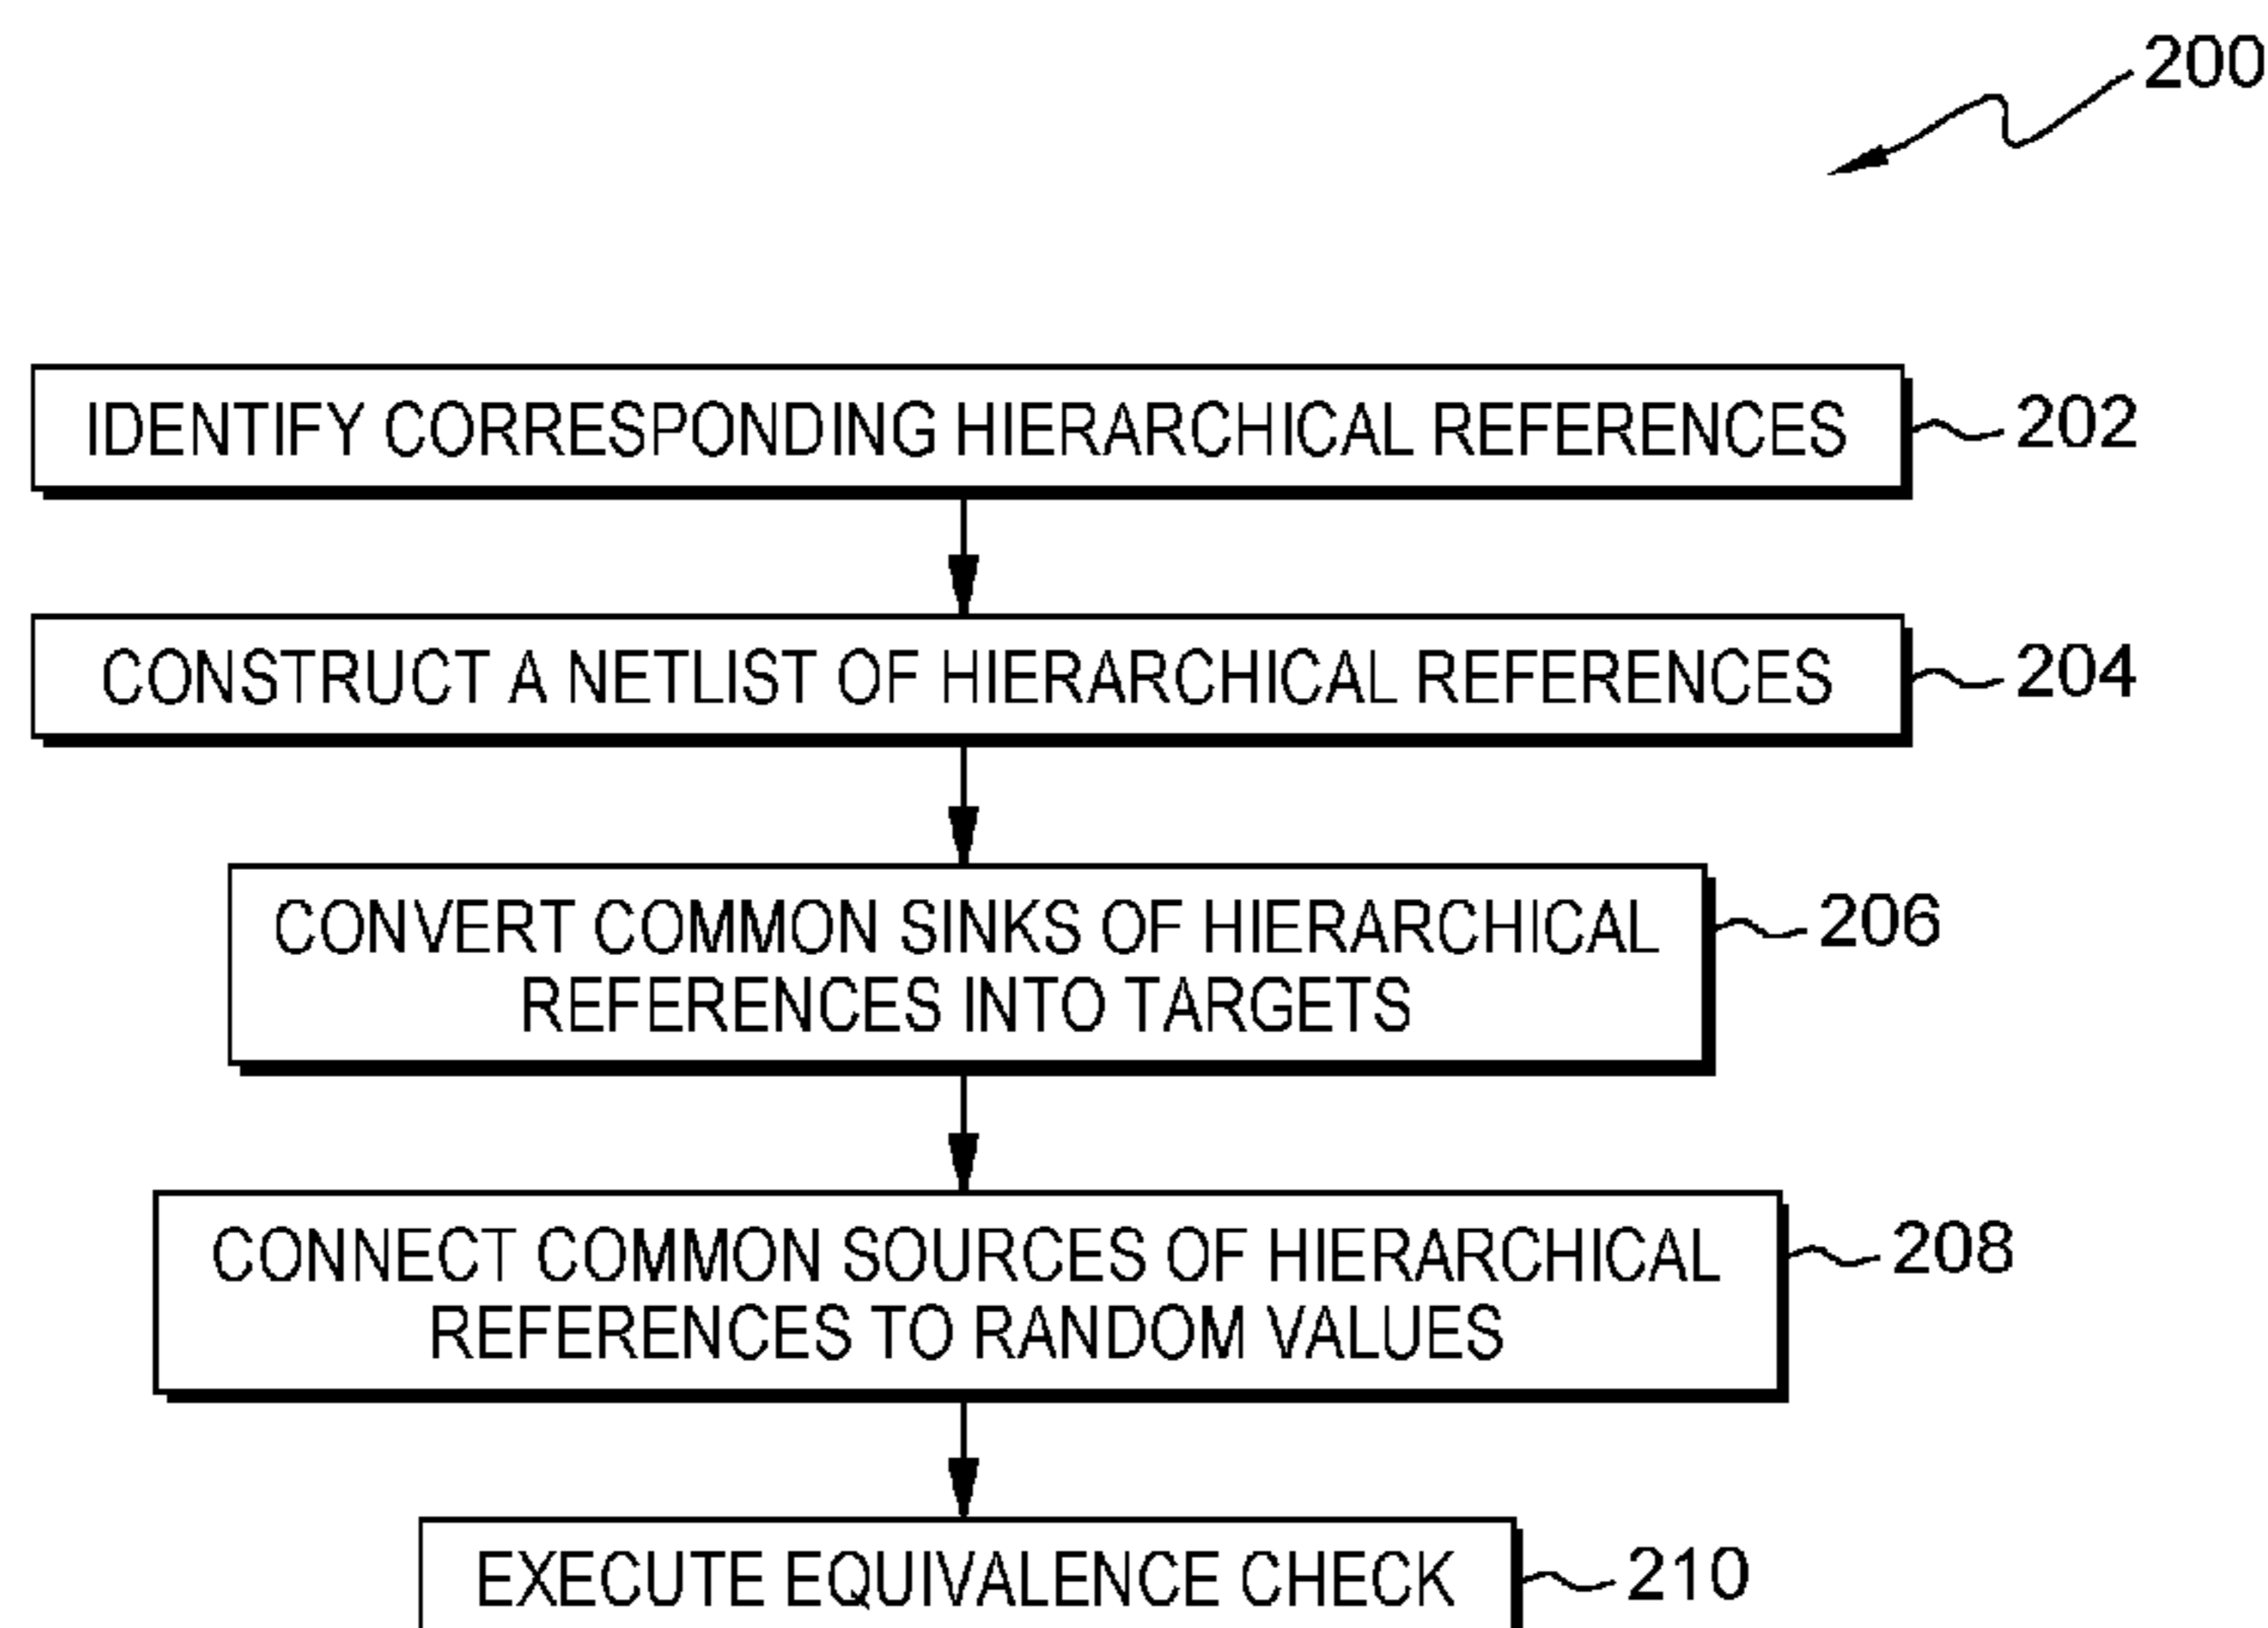 200
IDENTIFY CORRESPONDING HIERARCHICAL REFERENCES
202
CONSTRUCT A NETLIST OF HIERARCHICAL REFERENCES
204
CONVERT COMMON SINKS OF HIERARCHICAL
REFERENCES INTO TARGETS
206
CONNECT COMMON SOURCES OF HIERARCHICAL
REFERENCES TO RANDOM VALUES
208
EXECUTE EQUIVALENCE CHECK
210